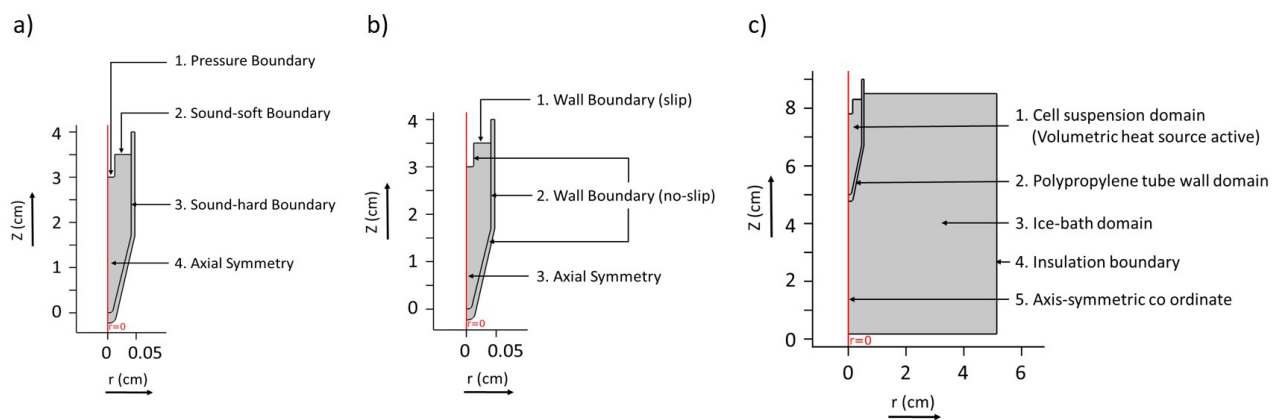 a)
1. Pressure Boundary
2. Sound-soft Boundary
3. Sound-hard Boundary
4. Axial Symmetry
4
3
2
1
0
Z (cm)
r=0
0 0.05
r (cm)
b)
1. Wall Boundary (slip)
2. Wall Boundary (no-slip)
3. Axial Symmetry
4
3
2
1
0
Z (cm)
r=0
0 0.05
r (cm)
c)
1. Cell suspension domain
(Volumetric heat source active)
2. Polypropylene tube wall domain
3. Ice-bath domain
4. Insulation boundary
5. Axis-symmetric co ordinate
8
6
4
2
0
Z (cm)
r=0
0 2 4 6
r (cm)